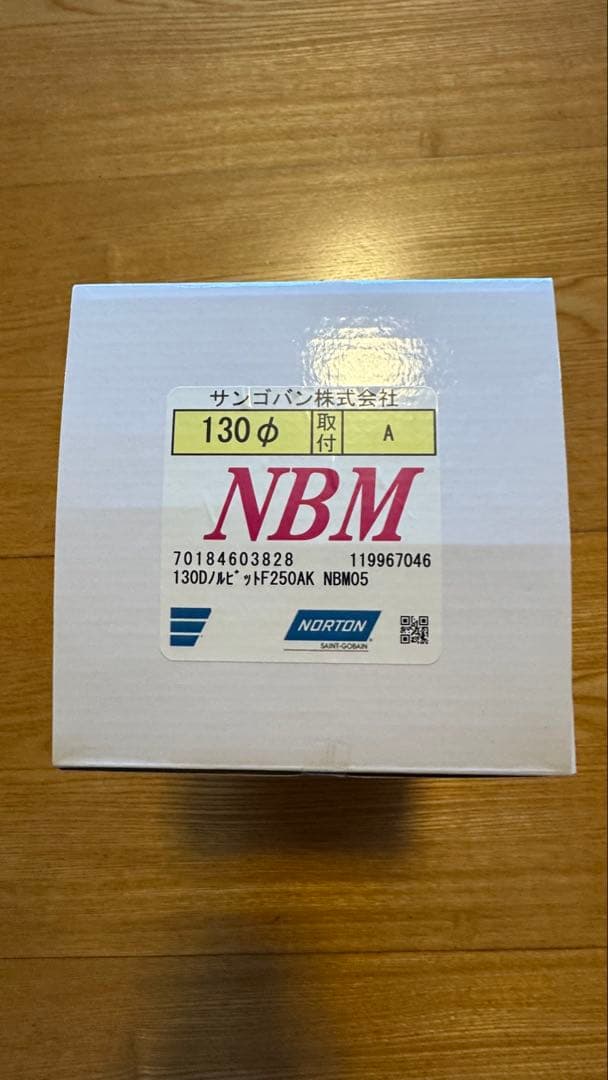 サンゴバン株式会社
130φ 取付 A
NBM
70184603828 119967046
130DﾉﾙﾋﾞｯﾄF250AK NBM05
NORTON
SAINT-GOBAIN